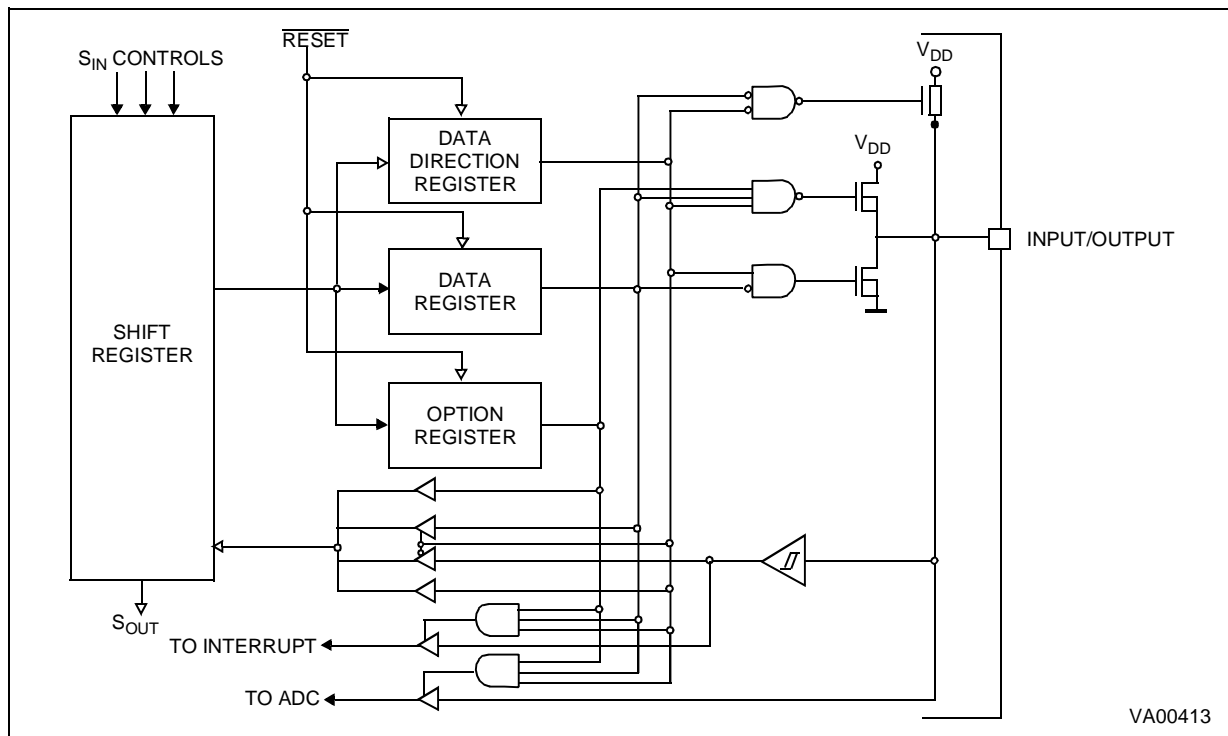 RESET
S_IN CONTROLS
V_DD
DATA
DIRECTION
REGISTER
V_DD
INPUT/OUTPUT
DATA
REGISTER
SHIFT
REGISTER
OPTION
REGISTER
S_OUT
TO INTERRUPT
TO ADC
VA00413